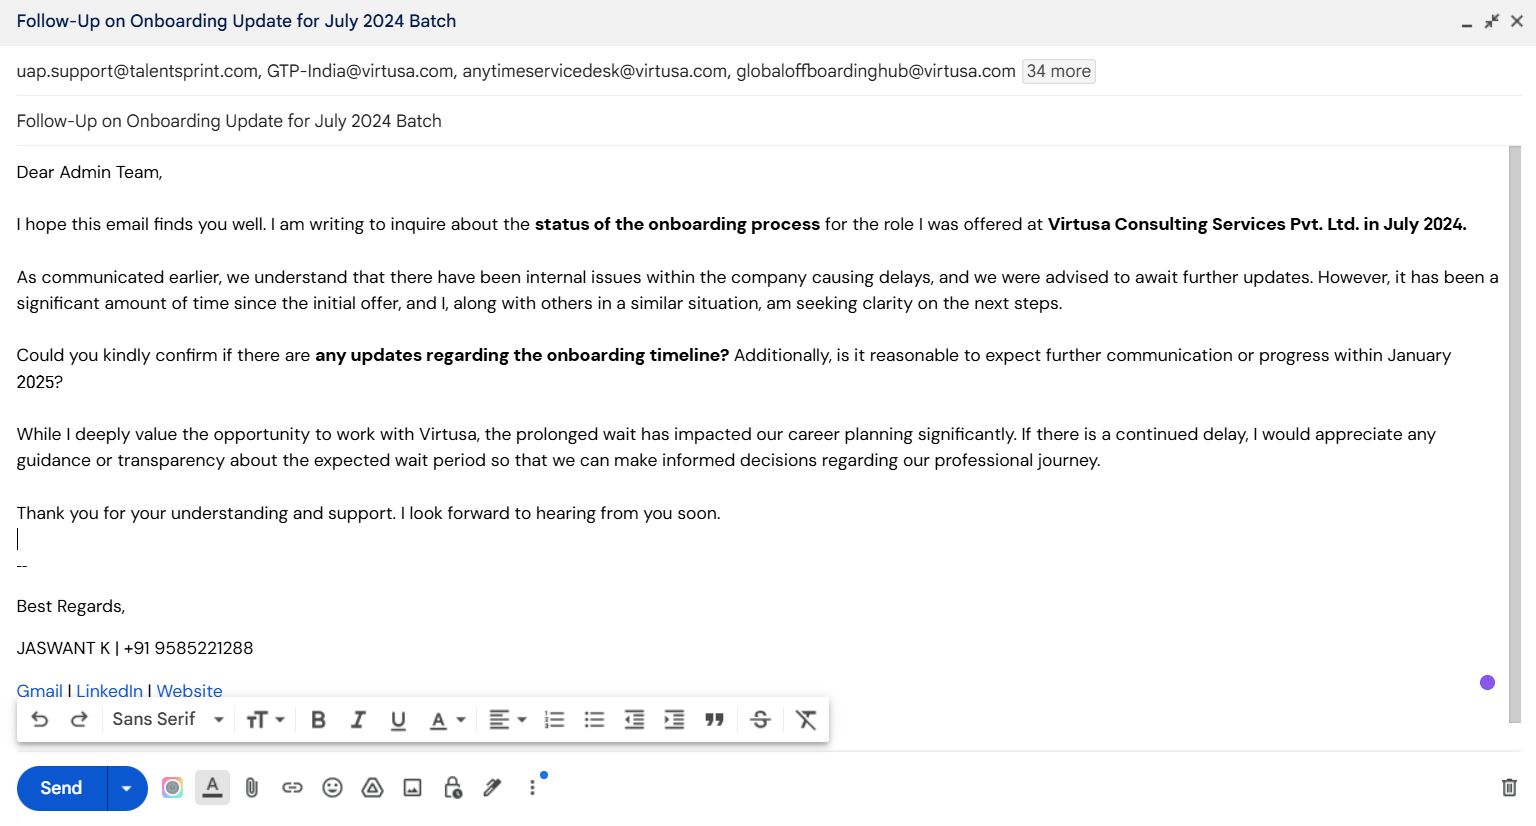 Follow-Up on Onboarding Update for July 2024 Batch
uap.support@talentsprint.com, GTP-India@virtusa.com, anytimeservicedesk@virtusa.com, globaloffboardinghub@virtusa.com 34 more
Follow-Up on Onboarding Update for July 2024 Batch
Dear Admin Team,
I hope this email finds you well. I am writing to inquire about the status of the onboarding process for the role I was offered at Virtusa Consulting Services Pvt. Ltd. in July 2024.
As communicated earlier, we understand that there have been internal issues within the company causing delays, and we were advised to await further updates. However, it has been a
significant amount of time since the initial offer, and I, along with others in a similar situation, am seeking clarity on the next steps.
Could you kindly confirm if there are any updates regarding the onboarding timeline? Additionally, is it reasonable to expect further communication or progress within January
2025?
While I deeply value the opportunity to work with Virtusa, the prolonged wait has impacted our career planning significantly. If there is a continued delay, I would appreciate any
guidance or transparency about the expected wait period so that we can make informed decisions regarding our professional journey.
Thank you for your understanding and support. I look forward to hearing from you soon.
--
Best Regards,
JASWANT K | +91 9585221288
Gmail | LinkedIn | Website
Sans Serif
Send